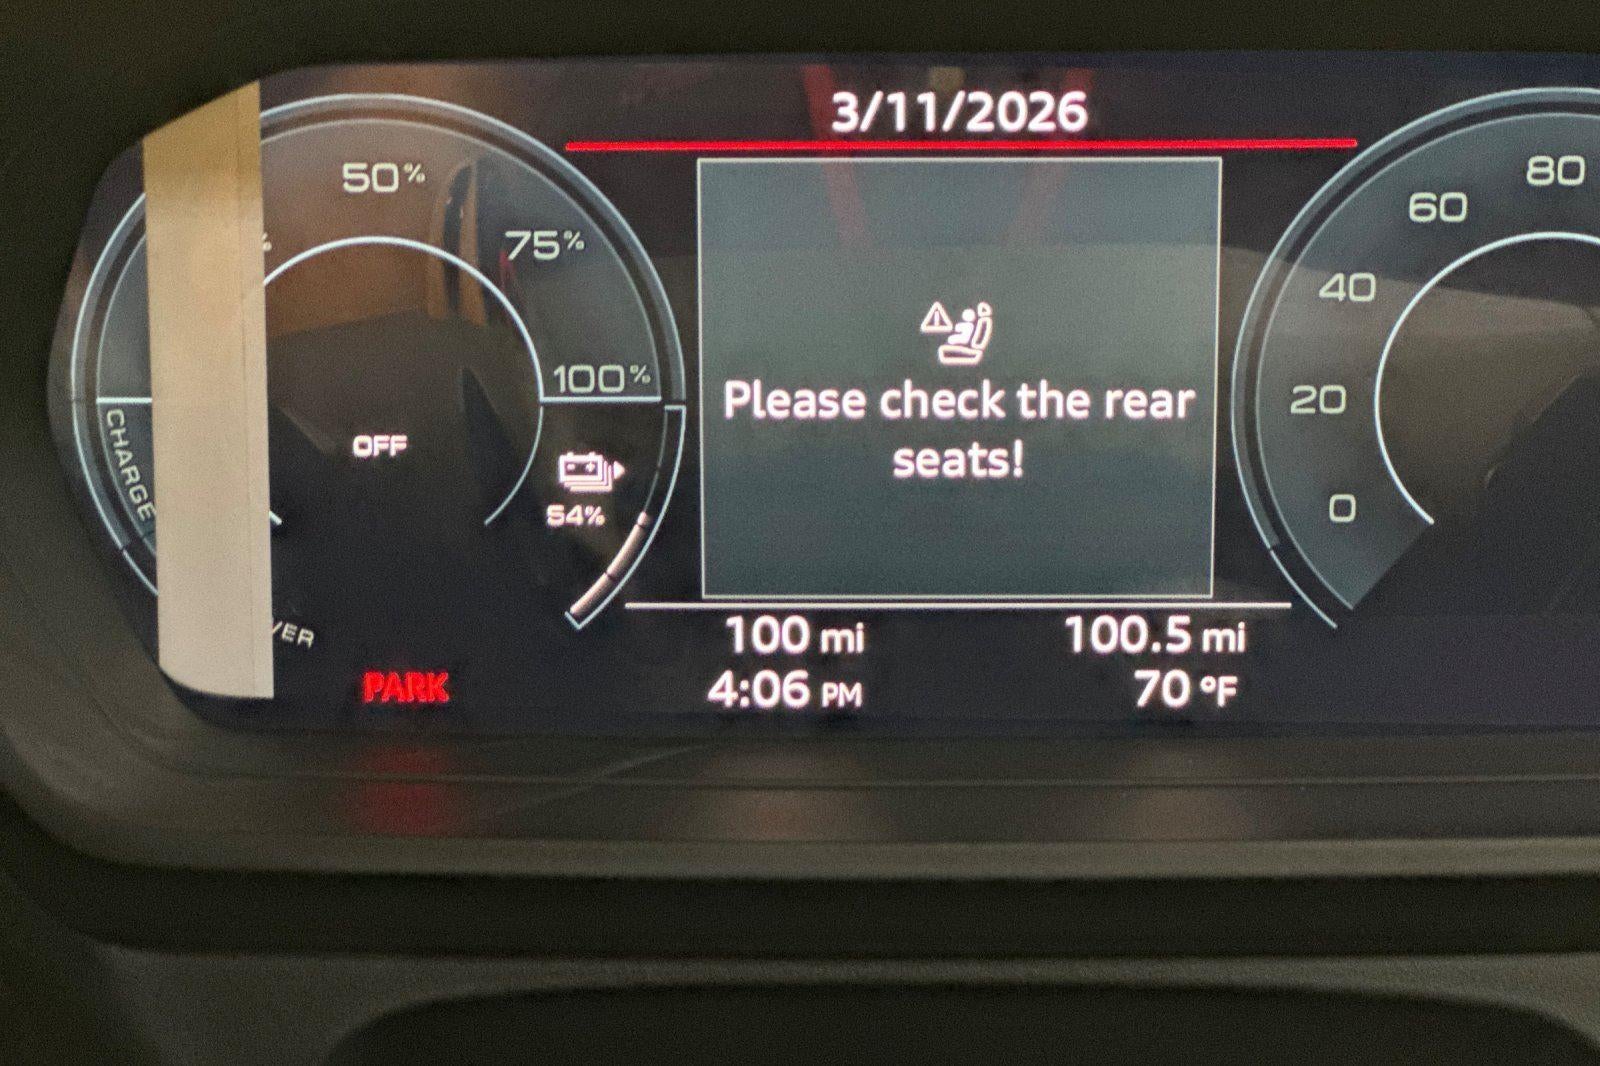 3/11/2026
50%
75%
100%
CHARGE
OFF
54%
PARK
Please check the rear
seats!
100 mi
100.5 mi
4:06 PM
70 °F
80
60
40
20
0